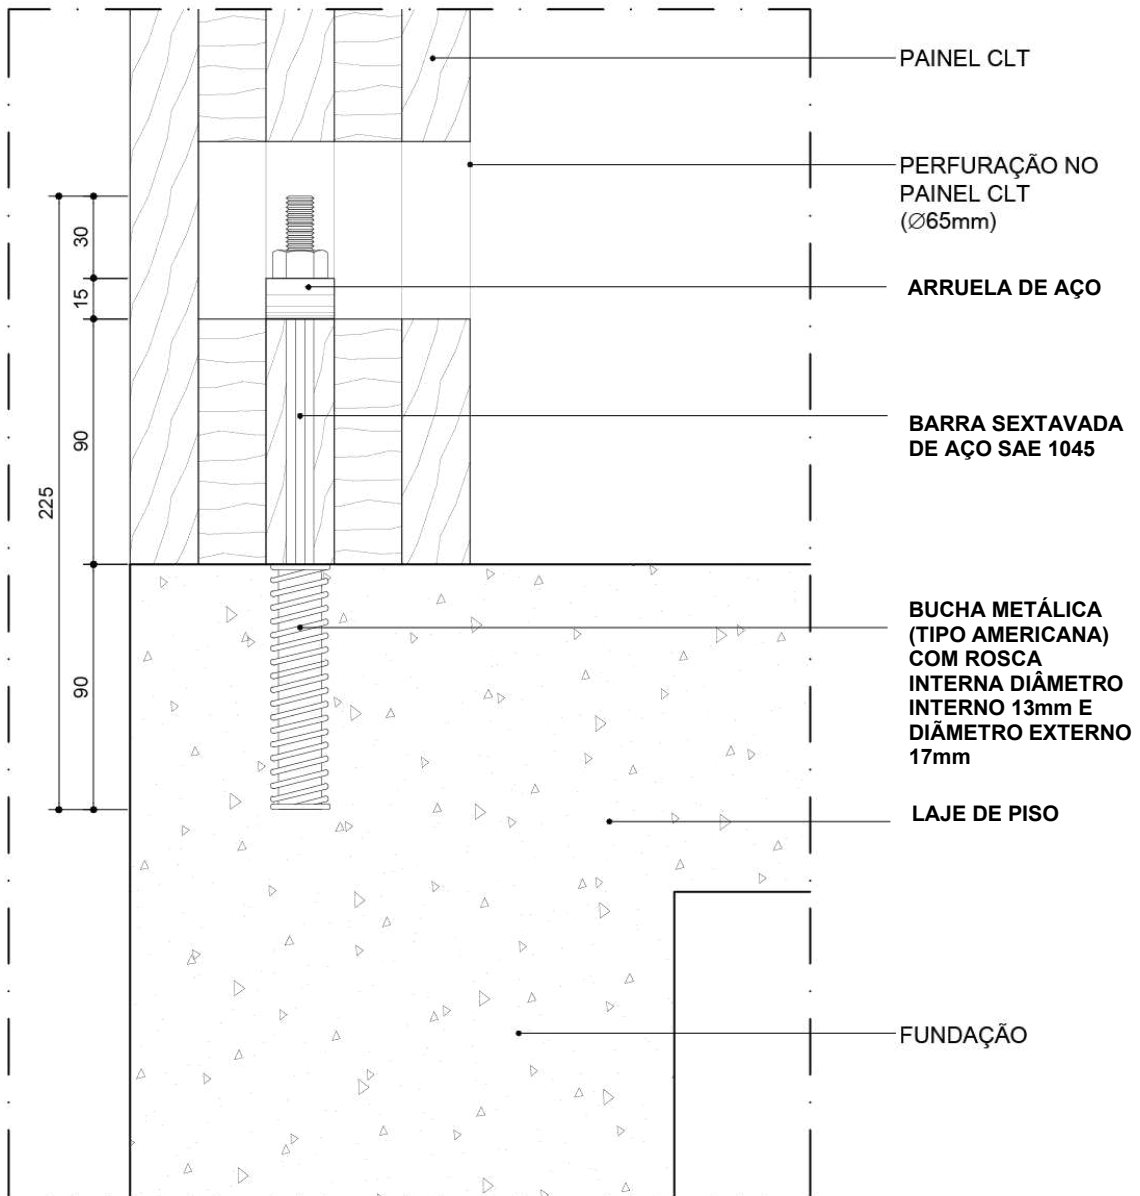 PAINEL CLT
PERFURAÇÃO NO
PAINEL CLT
(Ø65mm)
30
15
ARRUELA DE AÇO
90
BARRA SEXTAVADA
DE AÇO SAE 1045
225
90
BUCHA METÁLICA
(TIPO AMERICANA)
COM ROSCA
INTERNA DIÂMETRO
INTERNO 13mm E
DIÃMETRO EXTERNO
17mm
LAJE DE PISO
FUNDAÇÃO